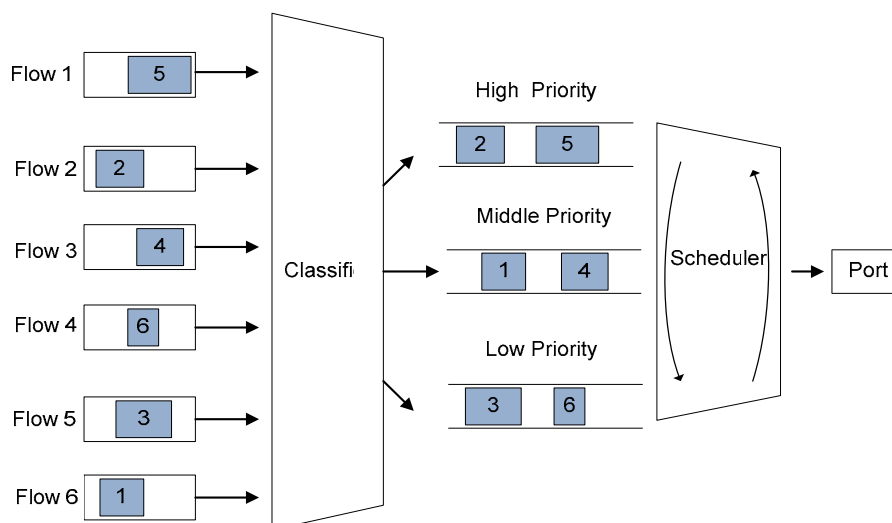 Flow 1
5
Flow 2
2
Flow 3
4
Flow 4
6
Flow 5
3
Flow 6
1
Classifi
High Priority
2 5
Middle Priority
1 4
Low Priority
3 6
Scheduler
Port